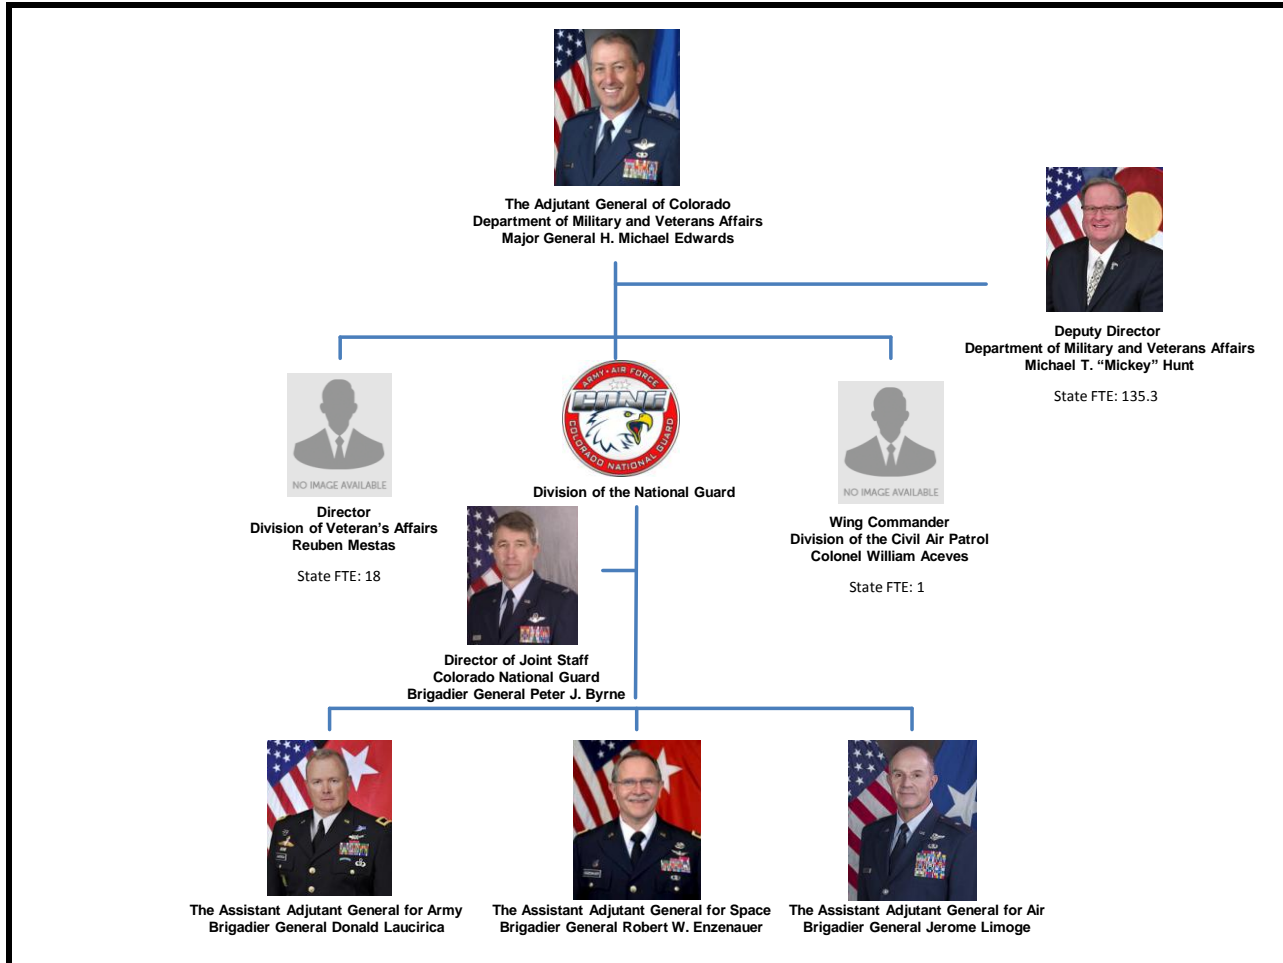 The Adjutant General of Colorado
Department of Military and Veterans Affairs
Major General H. Michael Edwards
Deputy Director
Department of Military and Veterans Affairs
Michael T. “Mickey” Hunt
State FTE: 135.3
NO IMAGE AVAILABLE
Director
Division of Veteran’s Affairs
Reuben Mestas
State FTE: 18
ARMY • AIR FORCE
CONG
COLORADO NATIONAL GUARD
Division of the National Guard
NO IMAGE AVAILABLE
Wing Commander
Division of the Civil Air Patrol
Colonel William Aceves
State FTE: 1
Director of Joint Staff
Colorado National Guard
Brigadier General Peter J. Byrne
The Assistant Adjutant General for Army
Brigadier General Donald Laucirica
The Assistant Adjutant General for Space
Brigadier General Robert W. Enzenauer
The Assistant Adjutant General for Air
Brigadier General Jerome Limoge